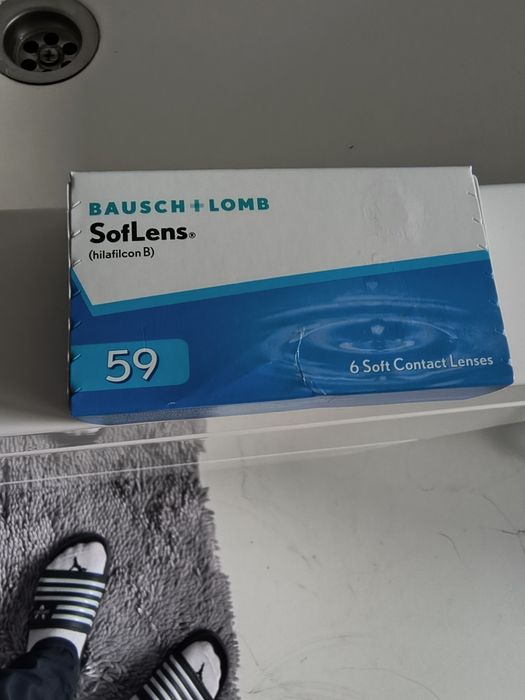 BAUSCH + LOMB
SofLens®
(hilafilcon B)
59
6 Soft Contact Lenses